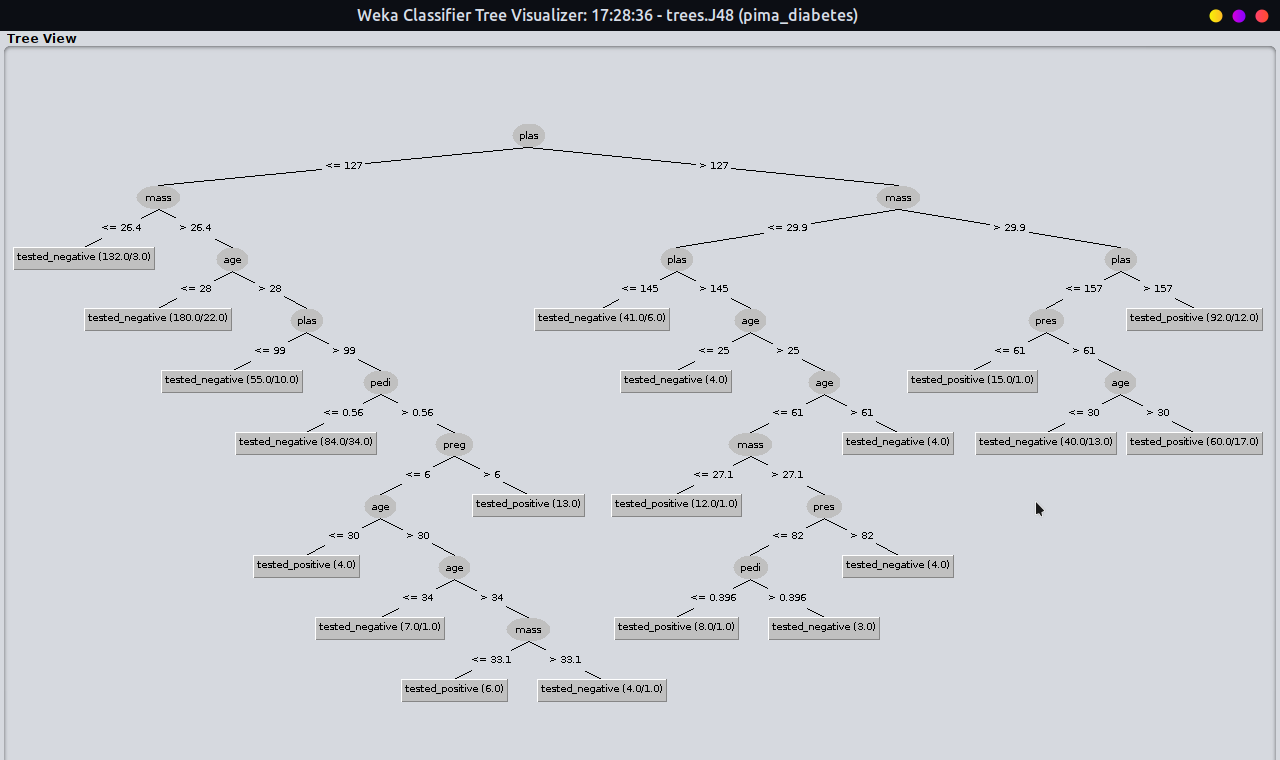 Weka Classifier Tree Visualizer: 17:28:36 - trees.J48 (pima_diabetes)
Tree View
plas
<= 127 > 127
mass mass
<= 26.4 > 26.4 <= 29.9 > 29.9
tested_negative (132.0/3.0) age plas plas
<= 28 > 28 <= 145 > 145 <= 157 > 157
tested_negative (180.0/22.0) plas tested_negative (41.0/6.0) age pres tested_positive (92.0/12.0)
<= 99 > 99 <= 25 > 25 <= 61 > 61
tested_negative (55.0/10.0) pedi tested_negative (4.0) age tested_positive (15.0/1.0) age
<= 0.56 > 0.56 <= 61 > 61 <= 30 > 30
tested_negative (84.0/34.0) preg mass tested_negative (4.0) tested_negative (40.0/13.0) tested_positive (60.0/17.0)
<= 6 > 6 <= 27.1 > 27.1
age tested_positive (13.0) tested_positive (12.0/1.0) pres
<= 30 > 30 <= 82 > 82
tested_positive (4.0) age pedi tested_negative (4.0)
<= 34 > 34 <= 0.396 > 0.396
tested_negative (7.0/1.0) mass tested_positive (8.0/1.0) tested_negative (3.0)
<= 33.1 > 33.1
tested_positive (6.0) tested_negative (4.0/1.0)